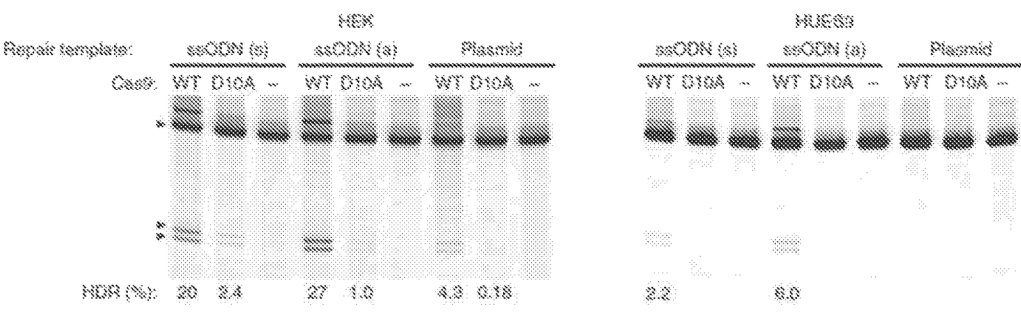 HEK HUES9
Repair template: ssODN (s) ssODN (a) Plasmid ssODN (s) ssODN (a) Plasmid
Cas9: WT D10A – WT D10A – WT D10A – WT D10A – WT D10A – WT D10A –
HDR (%): 20 2.4 27 1.0 4.3 0.18 2.2 6.0